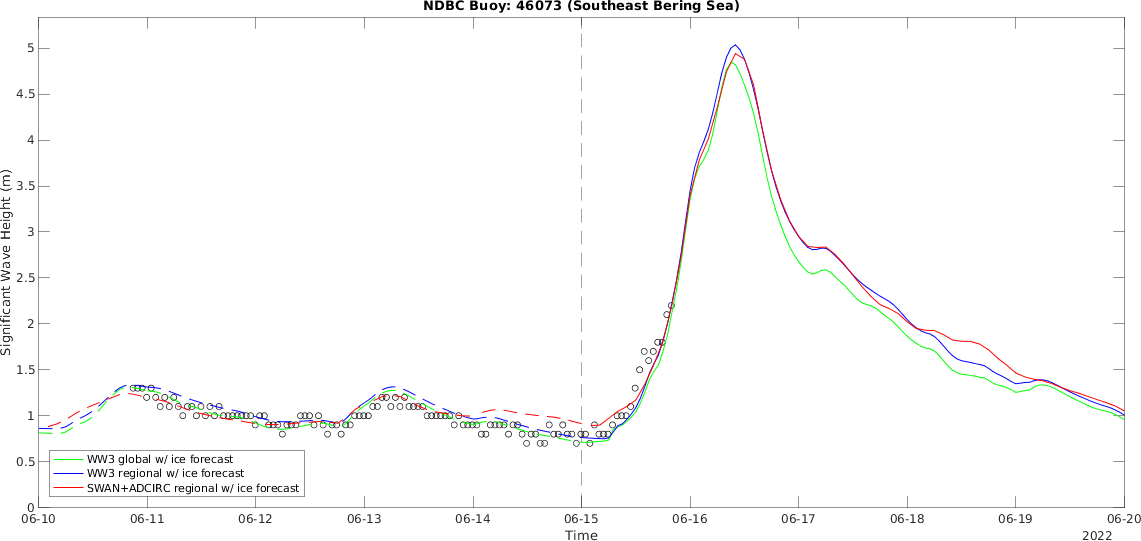 NDBC Buoy: 46073 (Southeast Bering Sea)
Significant Wave Height (m)
5
4.5
4
3.5
3
2.5
2
1.5
1
0.5
0
WW3 global w/ ice forecast
WW3 regional w/ ice forecast
SWAN+ADCIRC regional w/ ice forecast
06-10 06-11 06-12 06-13 06-14 06-15 06-16 06-17 06-18 06-19 06-20
Time
2022